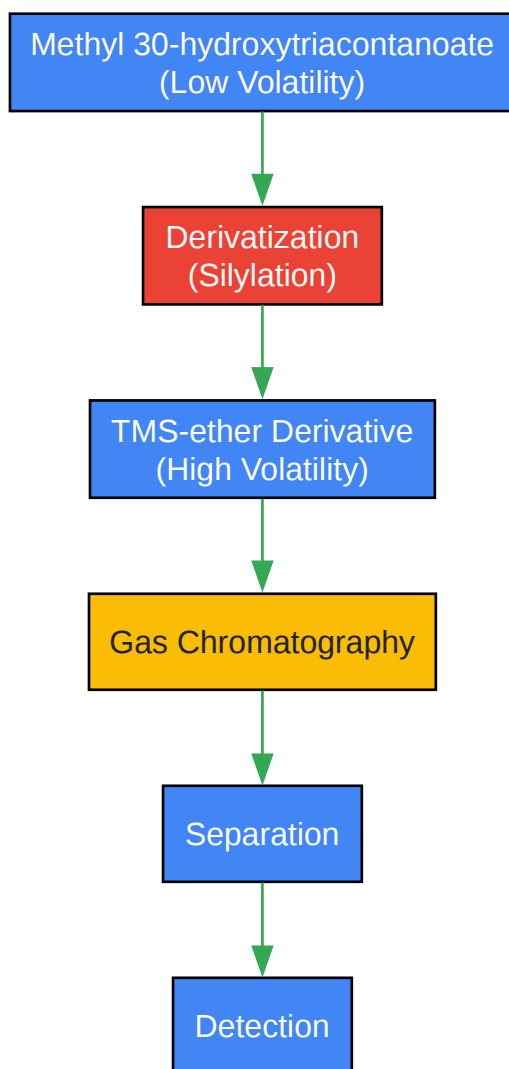 Methyl 30-hydroxytriacontanoate
(Low Volatility)
Derivatization
(Silylation)
TMS-ether Derivative
(High Volatility)
Gas Chromatography
Separation
Detection